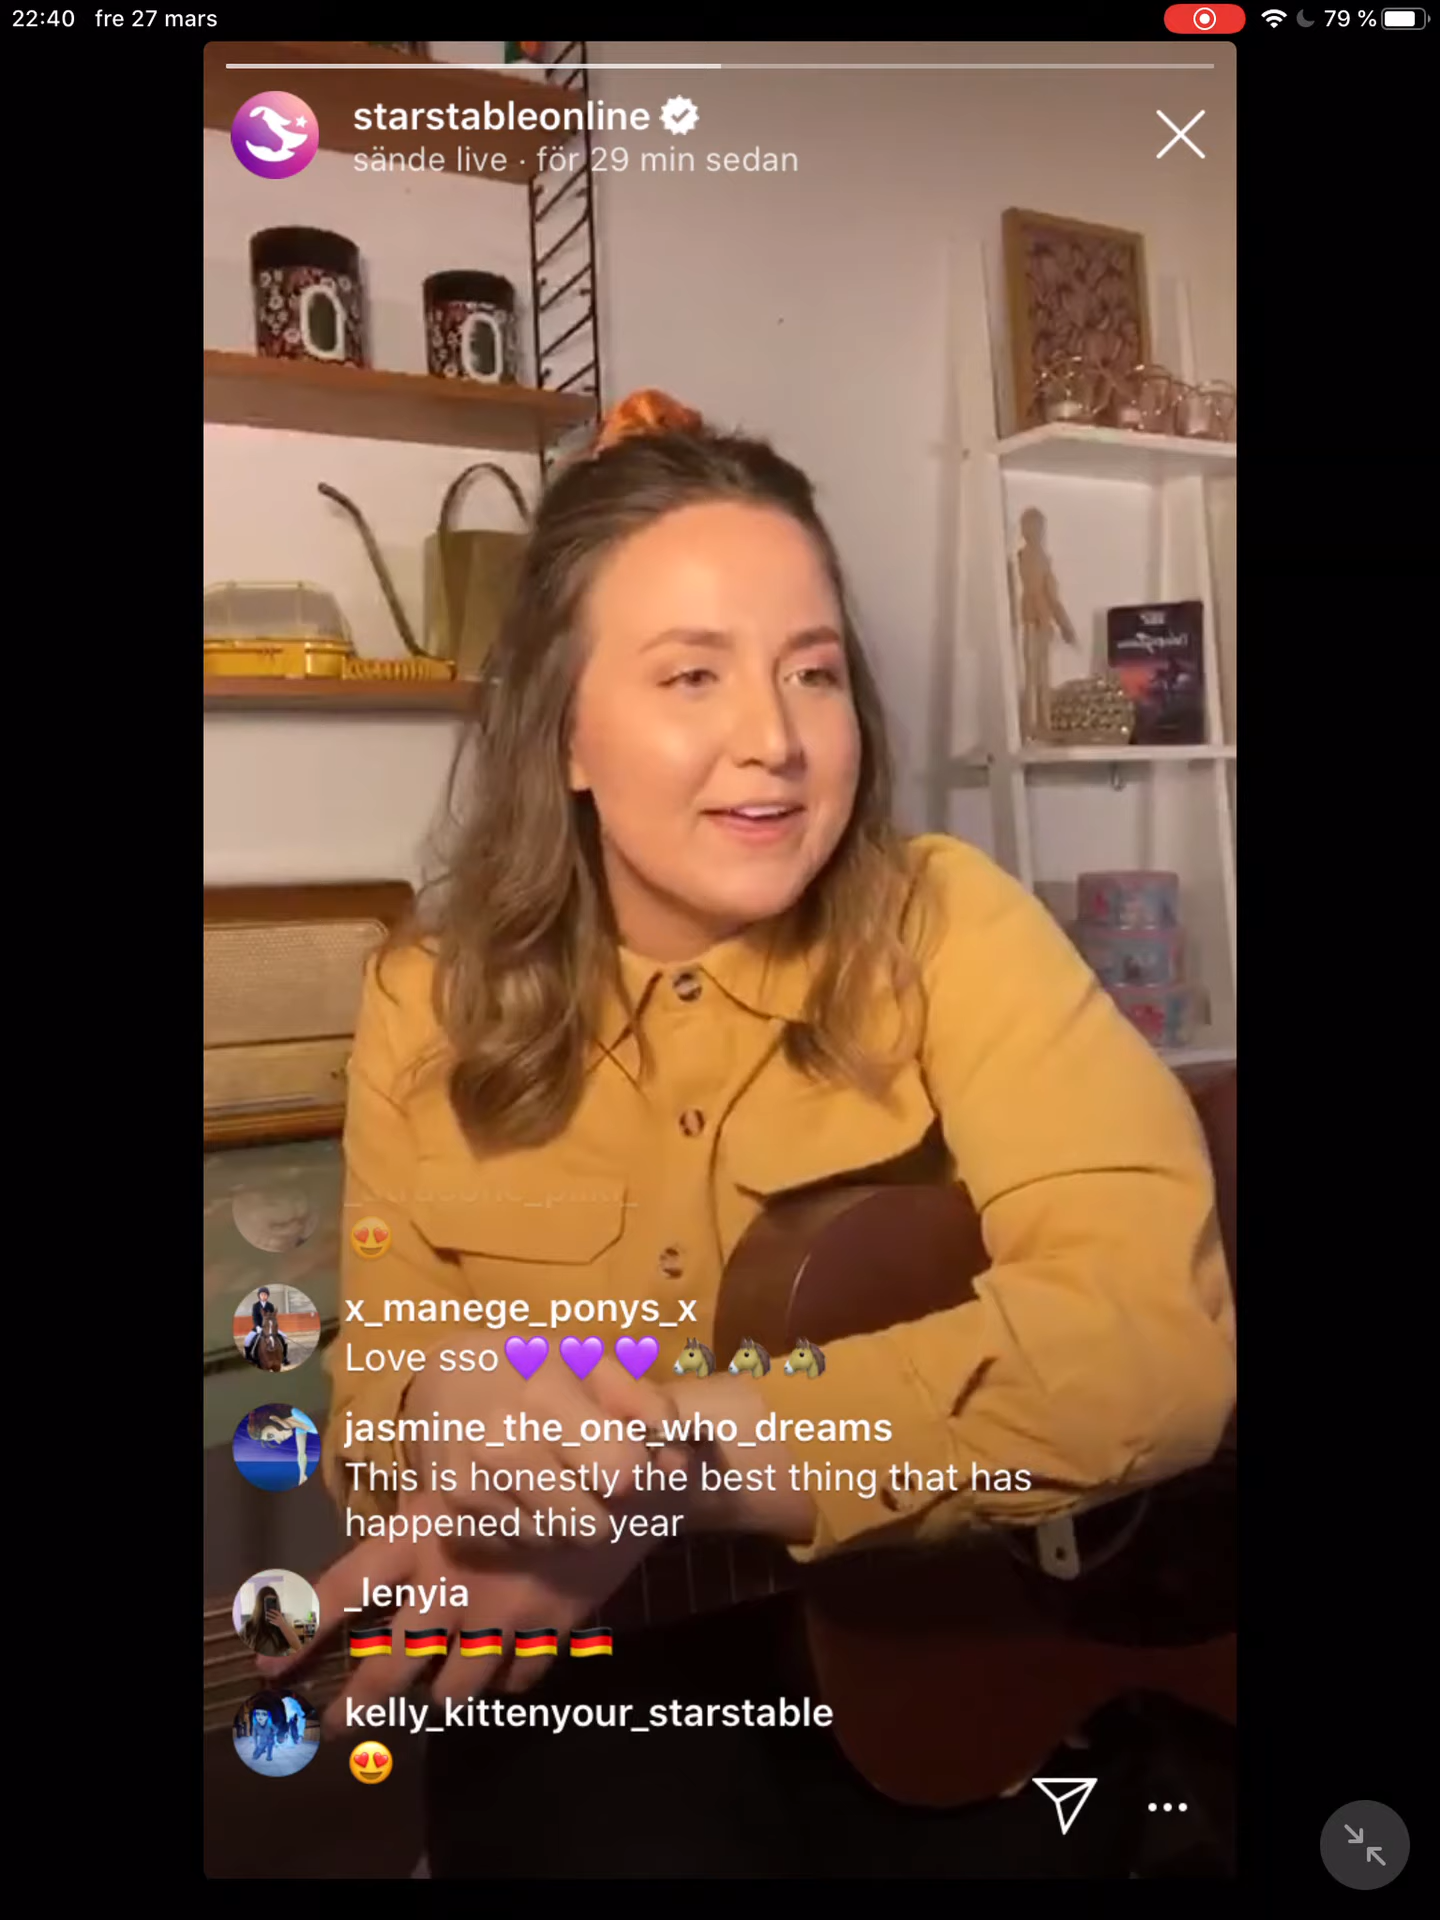 22:40 fre 27 mars
79 %
starstableonline
sände live · för 29 min sedan
😍
x_manege_ponys_x
Love sso💜💜💜🐴🐴🐴
jasmine_the_one_who_dreams
This is honestly the best thing that has
happened this year
_lenyia
🇩🇪🇩🇪🇩🇪🇩🇪🇩🇪
kelly_kittenyour_starstable
😍